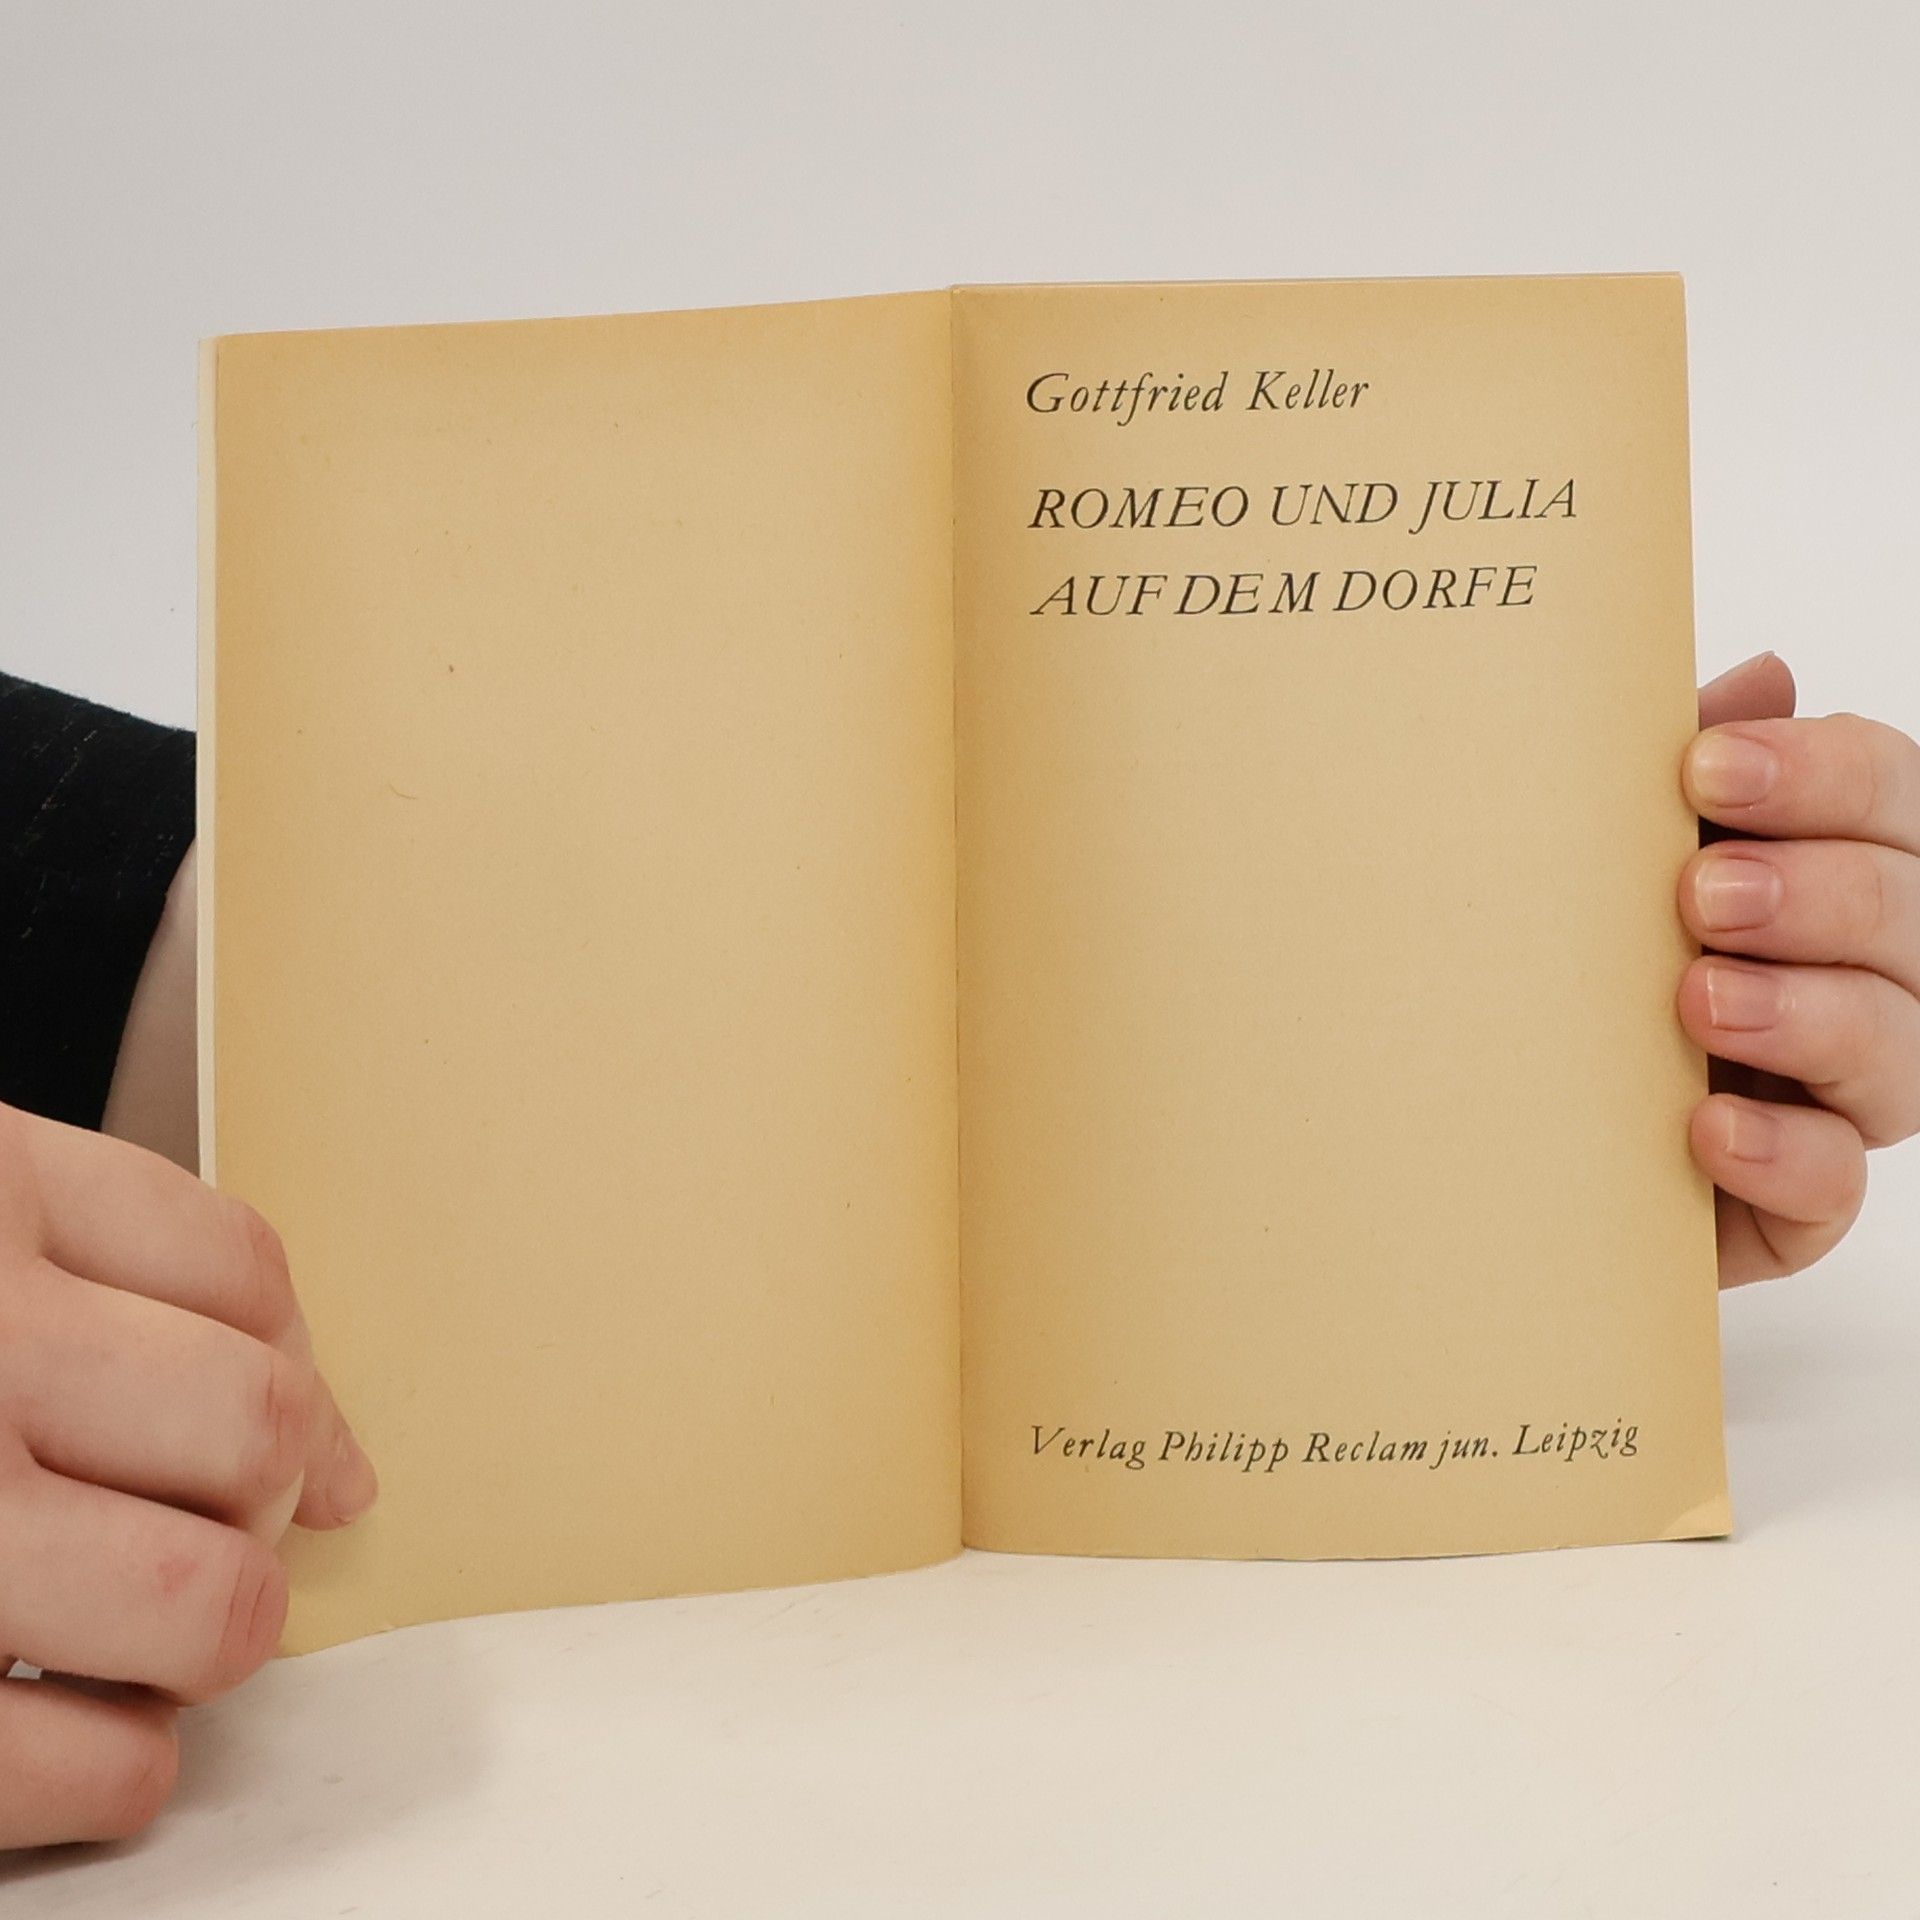 Gottfried Keller
ROMEO UND JULIA
AUF DEM DORFE
Verlag Philipp Reclam jun. Leipzig